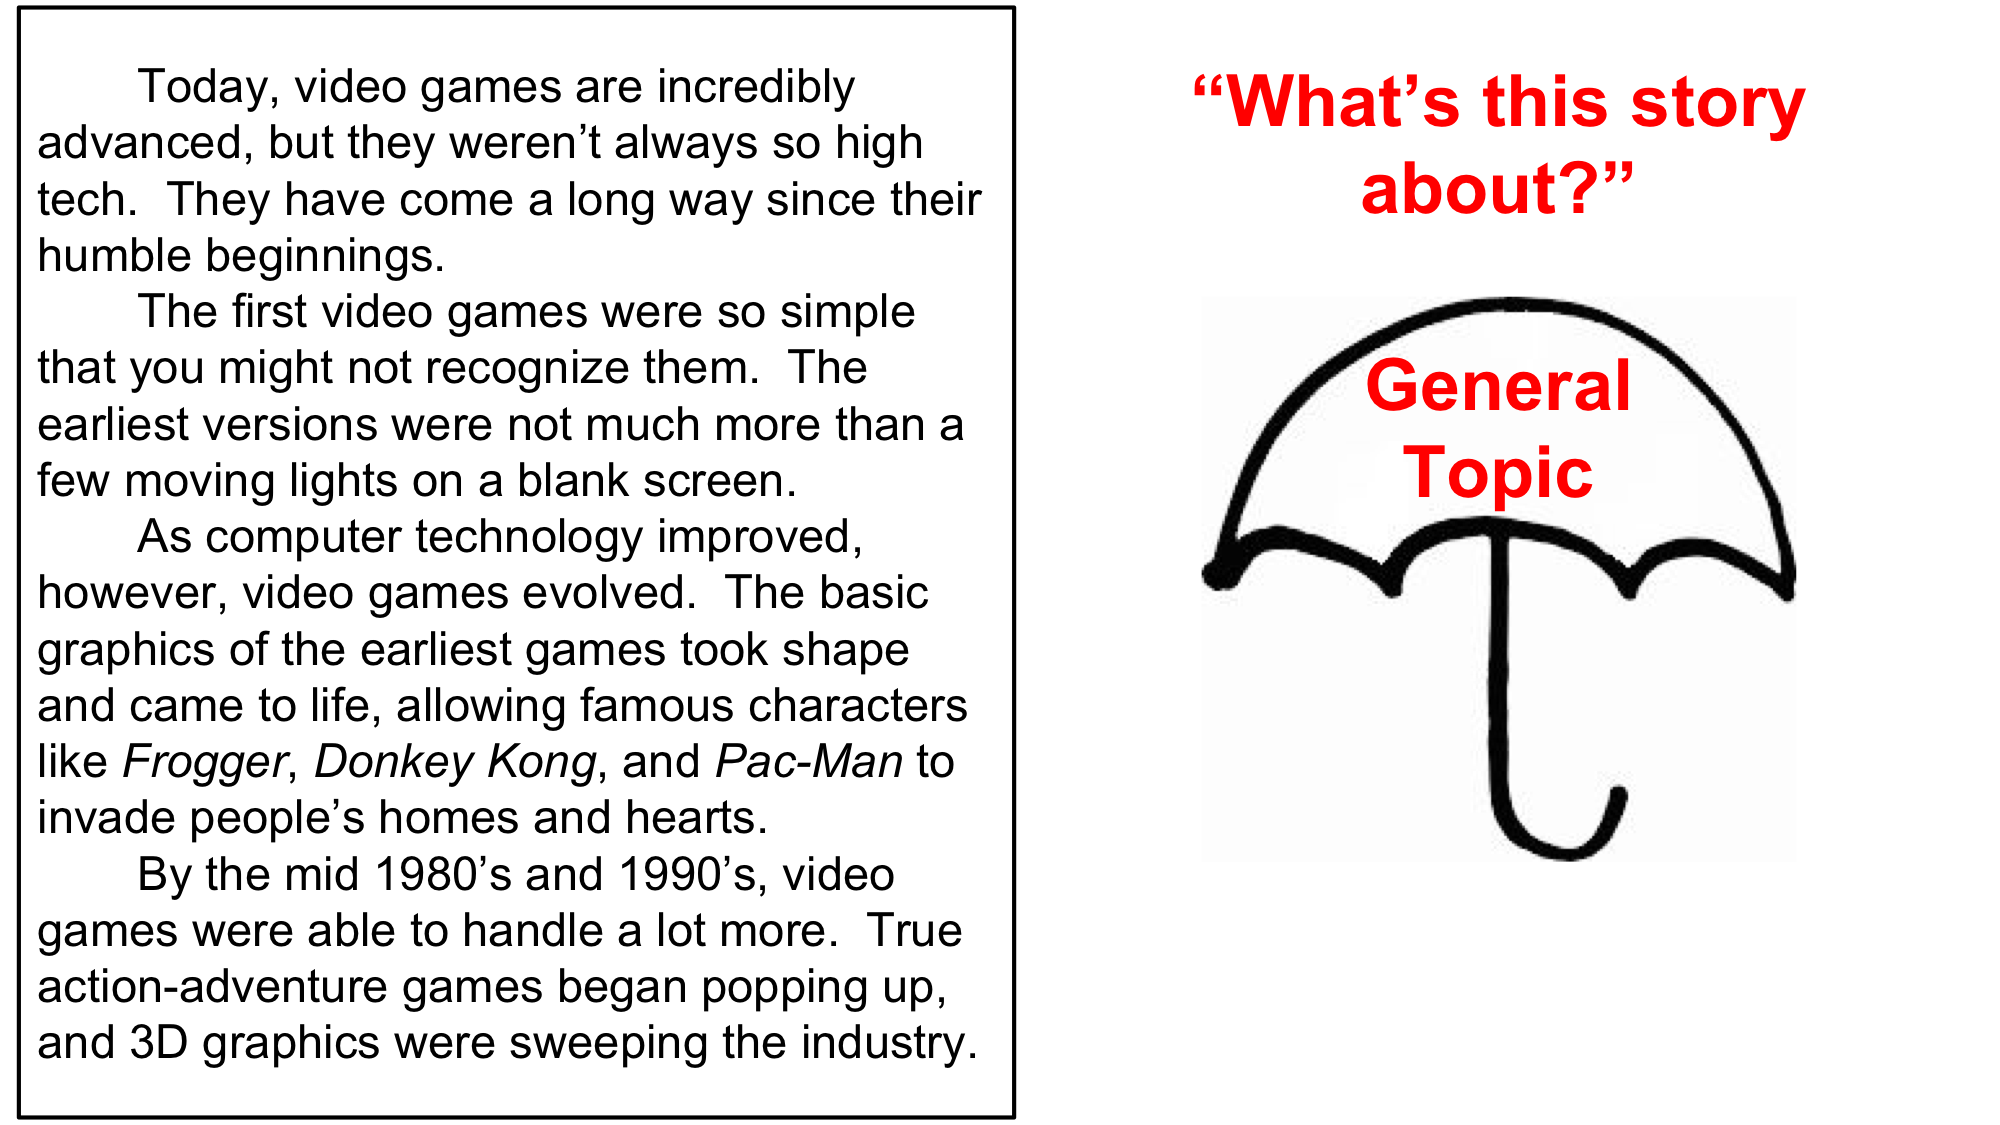 Today, video games are incredibly
advanced, but they weren’t always so high
tech.  They have come a long way since their
humble beginnings.
The first video games were so simple
that you might not recognize them.  The
earliest versions were not much more than a
few moving lights on a blank screen.
As computer technology improved,
however, video games evolved.  The basic
graphics of the earliest games took shape
and came to life, allowing famous characters
like Frogger, Donkey Kong, and Pac-Man to
invade people’s homes and hearts.
By the mid 1980’s and 1990’s, video
games were able to handle a lot more.  True
action-adventure games began popping up,
and 3D graphics were sweeping the industry.
“What’s this story
about?”
General
Topic